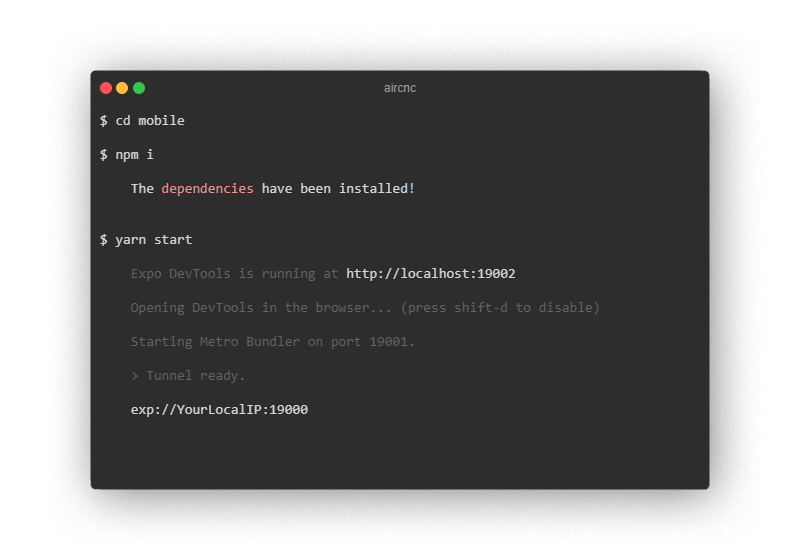 aircnc
$ cd mobile
$ npm i
The dependencies have been installed!
$ yarn start
Expo DevTools is running at http://localhost:19002
Opening DevTools in the browser... (press shift-d to disable)
Starting Metro Bundler on port 19001.
> Tunnel ready.
exp://YourLocalIP:19000